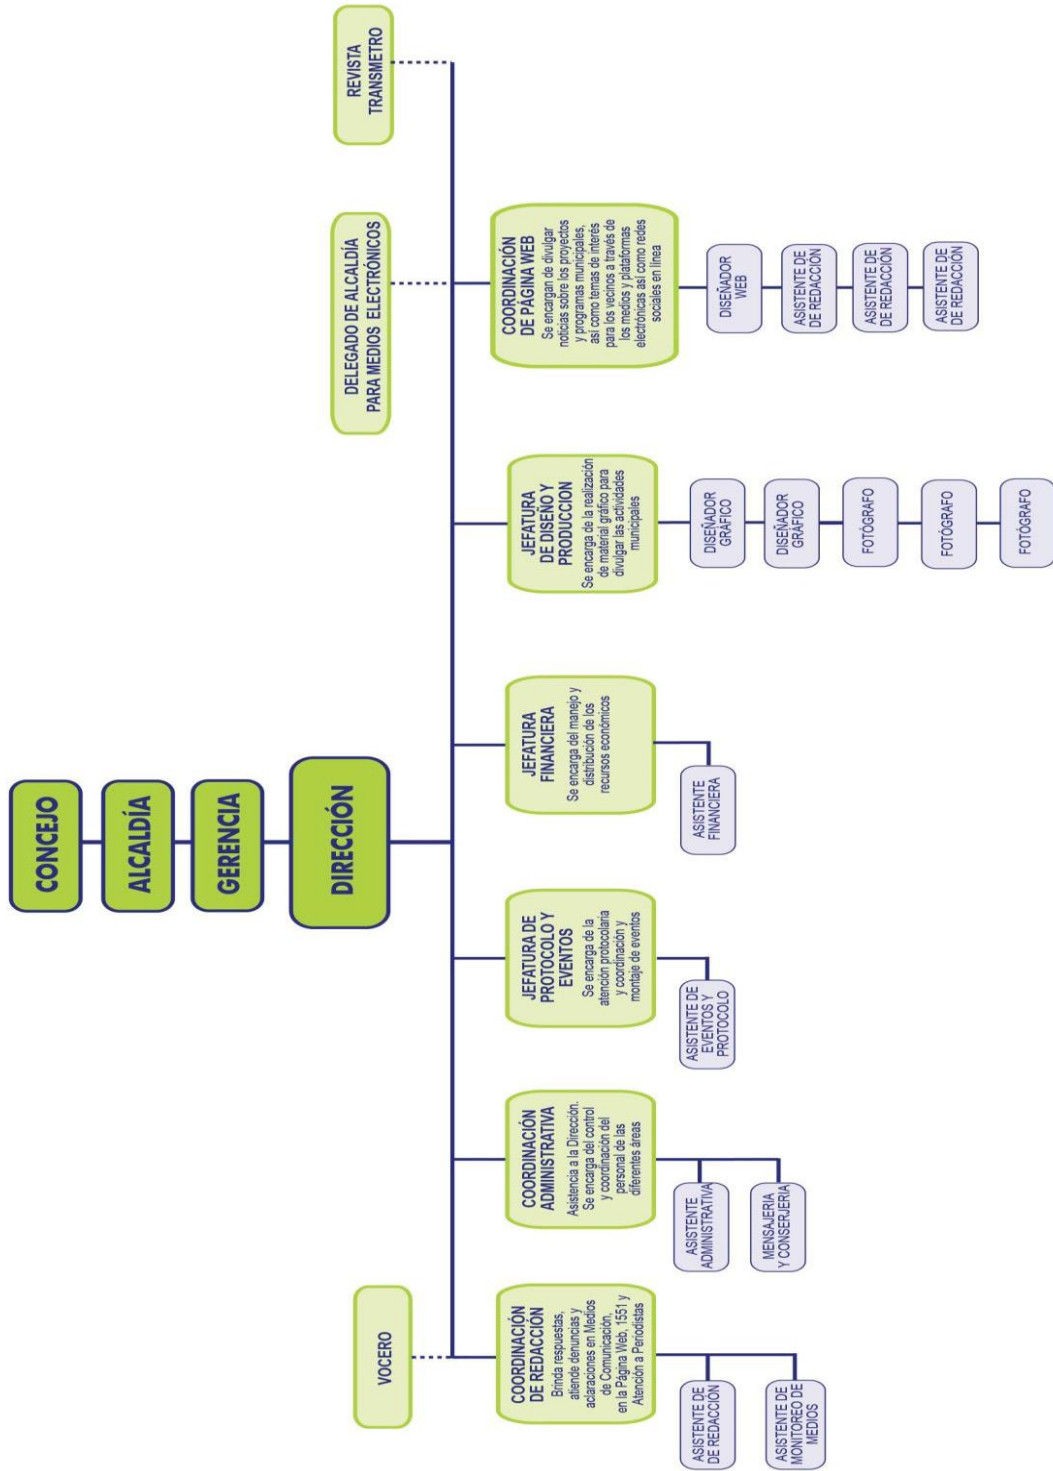 CONCEJO
ALCALDÍA
GERENCIA
DIRECCIÓN
VOCERO
DELEGADO DE ALCALDÍA
PARA MEDIOS ELECTRÓNICOS
REVISTA
TRANSMETRO
COORDINACIÓN
DE REDACCIÓN
Brinda respuestas,
atiende denuncias y
aclaraciones en Medios
de Comunicación,
en la Página Web, 1551 y
Atención a Periodistas
ASISTENTE DE
REDACCIÓN
ASISTENTE DE
MONITOREO DE
MEDIOS
COORDINACIÓN
ADMINISTRATIVA
Asistencia a la Dirección.
Se encarga del control
y coordinación del
personal de las
diferentes áreas
ASISTENTE
ADMINISTRATIVA
MENSAJERIA
Y CONSERJERIA
JEFATURA DE
PROTOCOLO Y
EVENTOS
Se encarga de la
atención protocolaria
y coordinación y
montaje de eventos
ASISTENTE DE
EVENTOS Y
PROTOCOLO
JEFATURA
FINANCIERA
Se encarga del manejo y
distribución de los
recursos económicos
ASISTENTE
FINANCIERA
JEFATURA
DE DISEÑO Y
PRODUCCION
Se encarga de la realización
de material gráfico para
divulgar las actividades
municipales
DISEÑADOR
GRÁFICO
DISEÑADOR
GRÁFICO
FOTÓGRAFO
FOTÓGRAFO
FOTÓGRAFO
COORDINACIÓN
DE PÁGINA WEB
Se encargan de divulgar
noticias sobre los proyectos
y programas municipales,
así como temas de interés
para los vecinos a través de
los medios y plataformas
electrónicas así como redes
sociales en línea
DISEÑADOR
WEB
ASISTENTE DE
REDACCIÓN
ASISTENTE DE
REDACCIÓN
ASISTENTE DE
REDACCIÓN